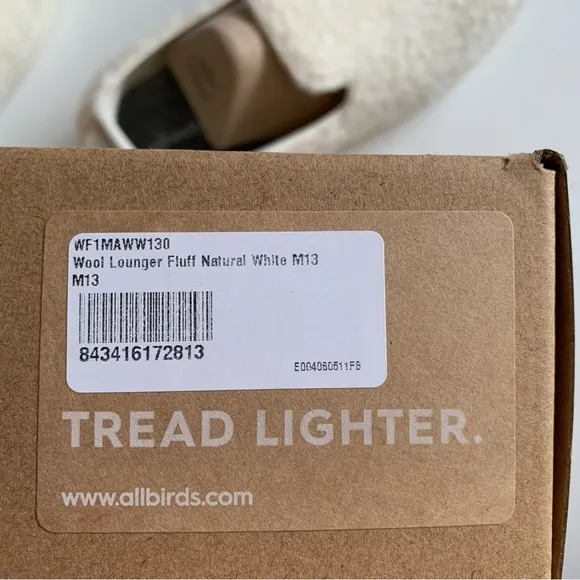 WF1MAWW130
Wool Lounger Fluff Natural White M13
M13
843416172813
E004060511FB
TREAD LIGHTER.
www.allbirds.com